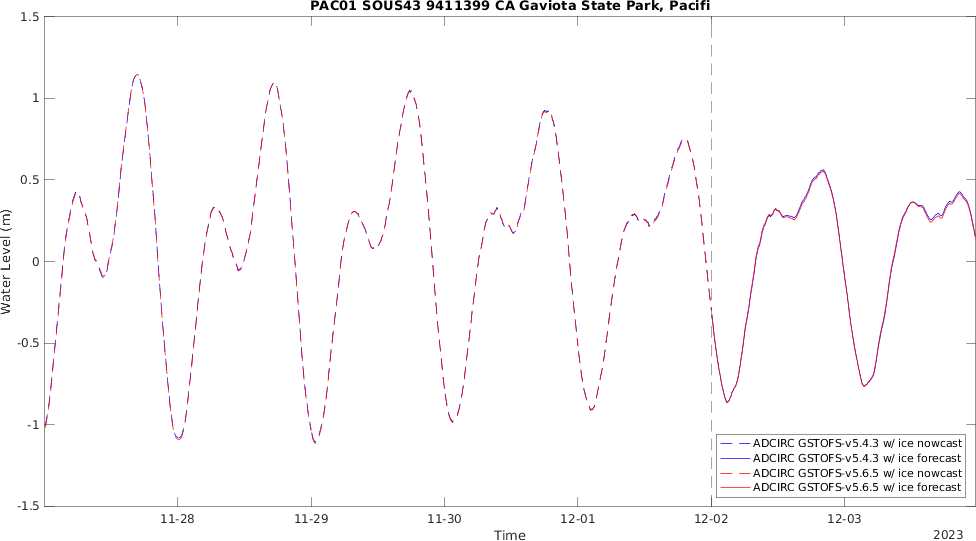 PAC01 SOUS43 9411399 CA Gaviota State Park, Pacifi
Water Level (m)
1.5
1
0.5
0
-0.5
-1
-1.5
11-28
11-29
11-30
12-01
12-02
12-03
Time
2023
ADCIRC GSTOFS-v5.4.3 w/ ice nowcast
ADCIRC GSTOFS-v5.4.3 w/ ice forecast
ADCIRC GSTOFS-v5.6.5 w/ ice nowcast
ADCIRC GSTOFS-v5.6.5 w/ ice forecast